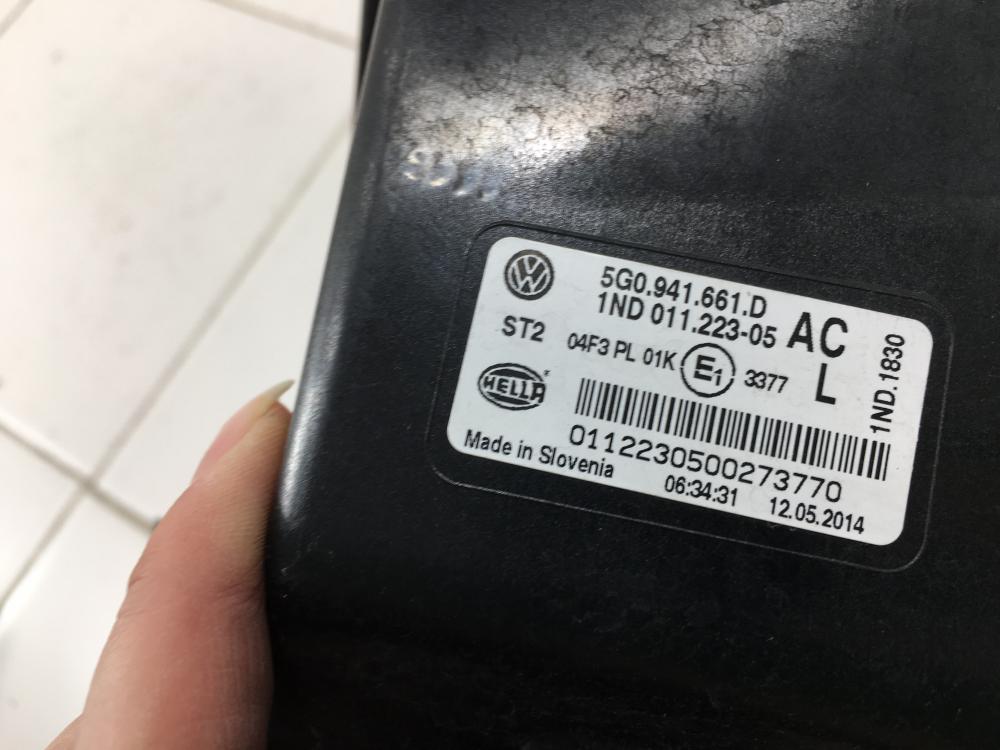 5G0.941.661.D
1ND 011.223-05
AC
L
ST2
04F3 PL 01K
E1
3377
1ND.1830
HELLA
0112230500273770
Made in Slovenia
06:34:31 12.05.2014